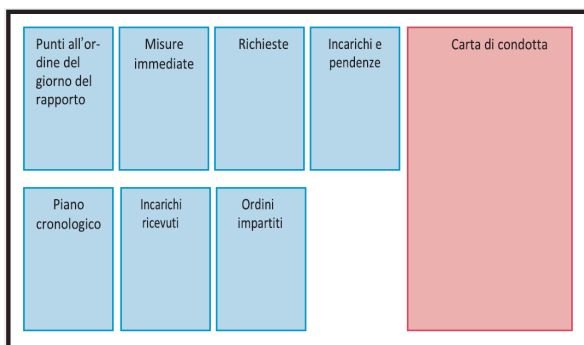 Punti all'or-
dine del
giorno del
rapporto
Misure
immediate
Richieste
Incarichi e
pendenze
Carta di condotta
Piano
cronologico
Incarichi
ricevuti
Ordini
impartiti